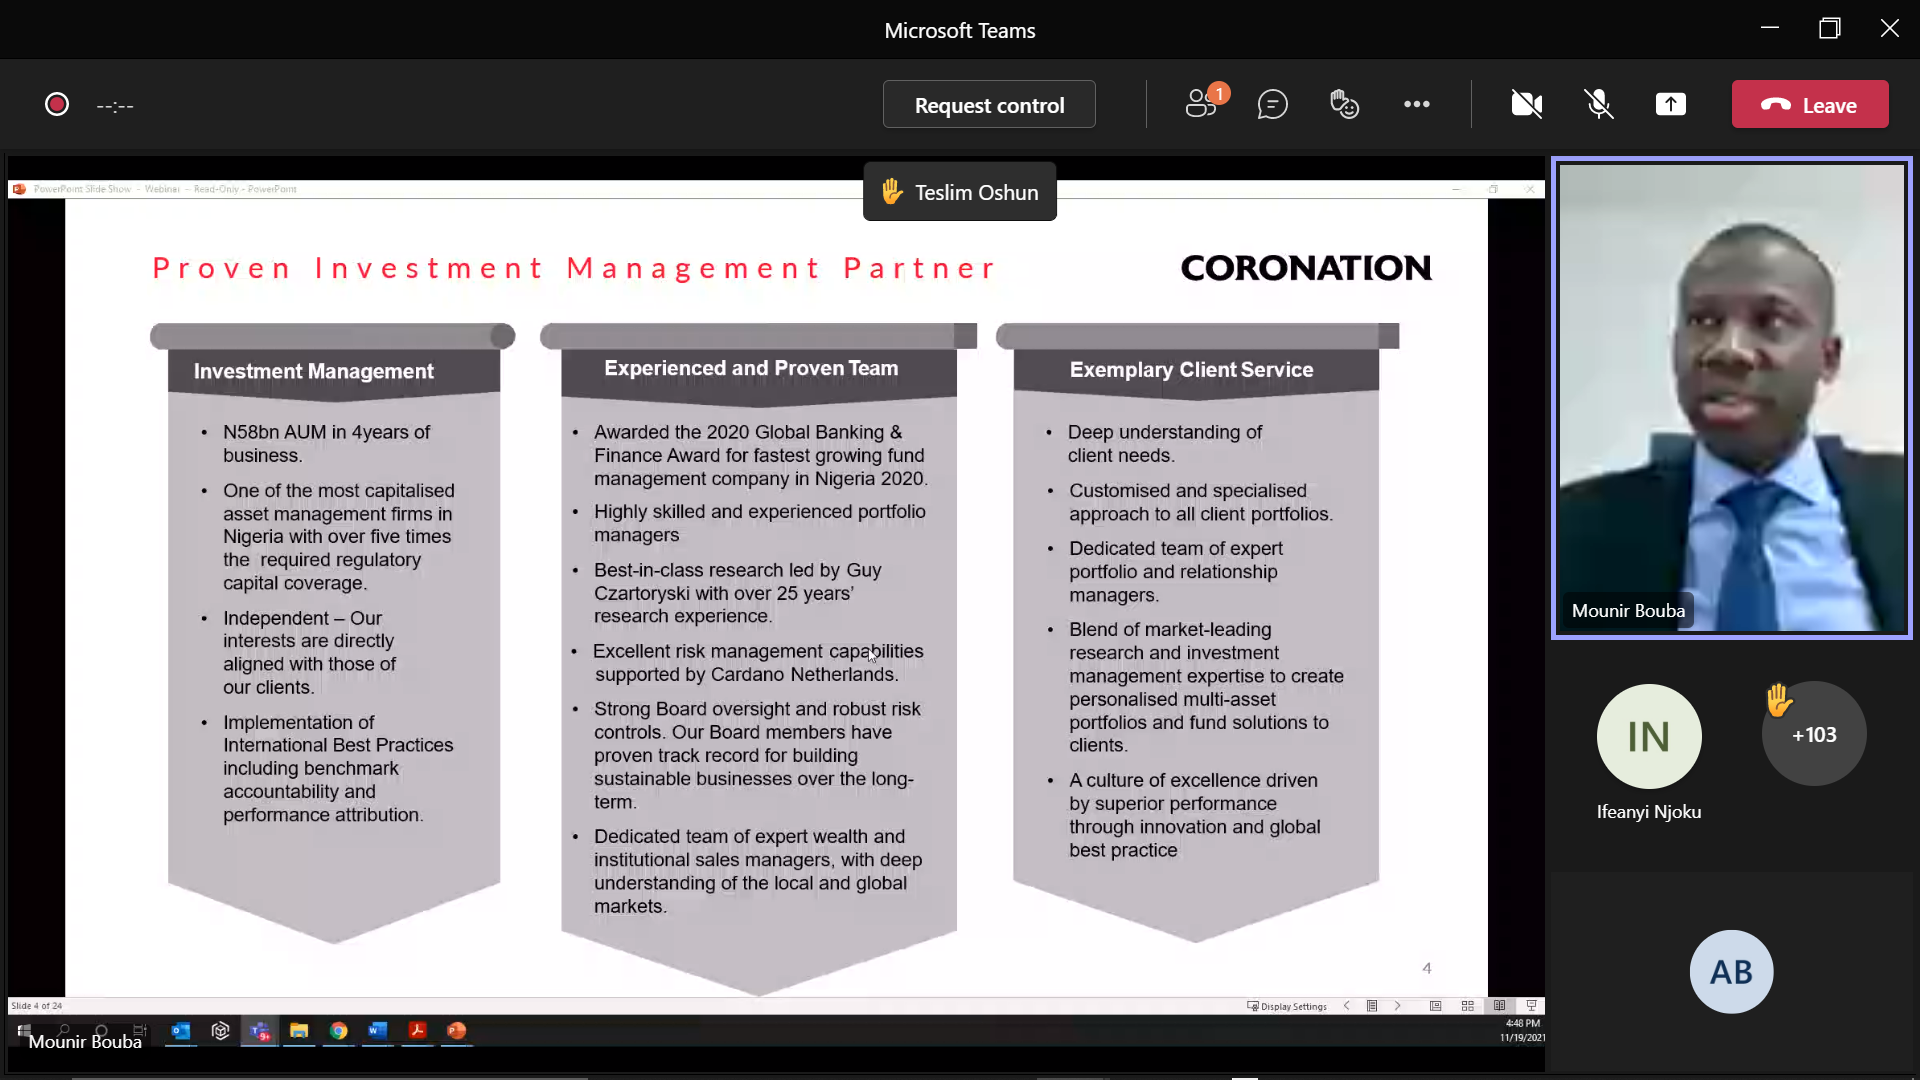 Microsoft Teams
--:--
Request control
1
Leave
PowerPoint Slide Show - Webinar - Read-Only - PowerPoint
Teslim Oshun
Proven Investment Management Partner
CORONATION
Investment Management
• N58bn AUM in 4years of
business.
• One of the most capitalised
asset management firms in
Nigeria with over five times
the required regulatory
capital coverage.
• Independent – Our
interests are directly
aligned with those of
our clients.
• Implementation of
International Best Practices
including benchmark
accountability and
performance attribution.
Experienced and Proven Team
• Awarded the 2020 Global Banking &
Finance Award for fastest growing fund
management company in Nigeria 2020.
• Highly skilled and experienced portfolio
managers
• Best-in-class research led by Guy
Czartoryski with over 25 years’
research experience.
• Excellent risk management capabilities
supported by Cardano Netherlands.
• Strong Board oversight and robust risk
controls. Our Board members have
proven track record for building
sustainable businesses over the long-
term.
• Dedicated team of expert wealth and
institutional sales managers, with deep
understanding of the local and global
markets.
Exemplary Client Service
• Deep understanding of
client needs.
• Customised and specialised
approach to all client portfolios.
• Dedicated team of expert
portfolio and relationship
managers.
• Blend of market-leading
research and investment
management expertise to create
personalised multi-asset
portfolios and fund solutions to
clients.
• A culture of excellence driven
by superior performance
through innovation and global
best practice
4
Slide 4 of 24
Display Settings
4:48 PM
11/19/2021
Mounir Bouba
Mounir Bouba
IN
Ifeanyi Njoku
+103
AB